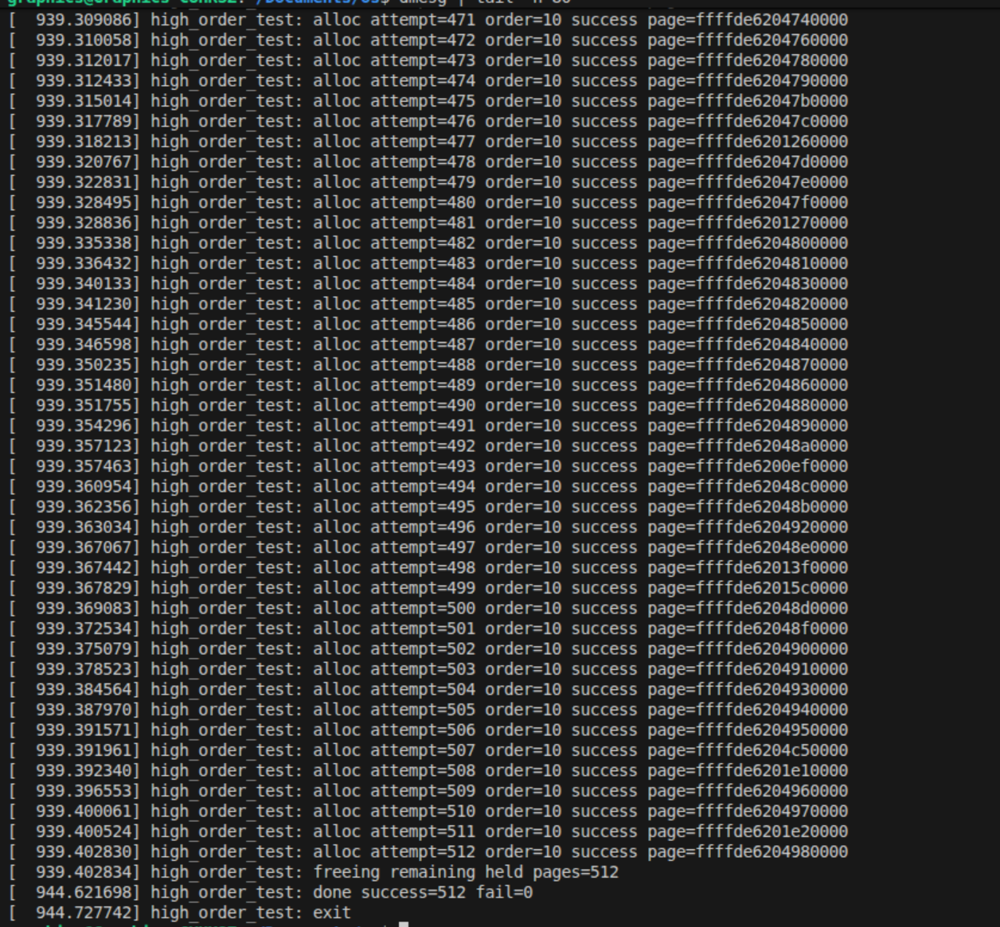 [  939.309086] high_order_test: alloc attempt=471 order=10 success page=ffffde6204740000
[  939.310058] high_order_test: alloc attempt=472 order=10 success page=ffffde6204760000
[  939.312017] high_order_test: alloc attempt=473 order=10 success page=ffffde6204780000
[  939.312433] high_order_test: alloc attempt=474 order=10 success page=ffffde6204790000
[  939.315014] high_order_test: alloc attempt=475 order=10 success page=ffffde62047b0000
[  939.317789] high_order_test: alloc attempt=476 order=10 success page=ffffde62047c0000
[  939.318213] high_order_test: alloc attempt=477 order=10 success page=ffffde6201260000
[  939.320767] high_order_test: alloc attempt=478 order=10 success page=ffffde62047d0000
[  939.322831] high_order_test: alloc attempt=479 order=10 success page=ffffde62047e0000
[  939.328495] high_order_test: alloc attempt=480 order=10 success page=ffffde62047f0000
[  939.328836] high_order_test: alloc attempt=481 order=10 success page=ffffde6201270000
[  939.335338] high_order_test: alloc attempt=482 order=10 success page=ffffde6204800000
[  939.336432] high_order_test: alloc attempt=483 order=10 success page=ffffde6204810000
[  939.340133] high_order_test: alloc attempt=484 order=10 success page=ffffde6204830000
[  939.341230] high_order_test: alloc attempt=485 order=10 success page=ffffde6204820000
[  939.345544] high_order_test: alloc attempt=486 order=10 success page=ffffde6204850000
[  939.346598] high_order_test: alloc attempt=487 order=10 success page=ffffde6204840000
[  939.350235] high_order_test: alloc attempt=488 order=10 success page=ffffde6204870000
[  939.351480] high_order_test: alloc attempt=489 order=10 success page=ffffde6204860000
[  939.351755] high_order_test: alloc attempt=490 order=10 success page=ffffde6204880000
[  939.354296] high_order_test: alloc attempt=491 order=10 success page=ffffde6204890000
[  939.357123] high_order_test: alloc attempt=492 order=10 success page=ffffde62048a0000
[  939.357463] high_order_test: alloc attempt=493 order=10 success page=ffffde6200ef0000
[  939.360954] high_order_test: alloc attempt=494 order=10 success page=ffffde62048c0000
[  939.362356] high_order_test: alloc attempt=495 order=10 success page=ffffde62048b0000
[  939.363034] high_order_test: alloc attempt=496 order=10 success page=ffffde6204920000
[  939.367067] high_order_test: alloc attempt=497 order=10 success page=ffffde62048e0000
[  939.367442] high_order_test: alloc attempt=498 order=10 success page=ffffde62013f0000
[  939.367829] high_order_test: alloc attempt=499 order=10 success page=ffffde62015c0000
[  939.369083] high_order_test: alloc attempt=500 order=10 success page=ffffde62048d0000
[  939.372534] high_order_test: alloc attempt=501 order=10 success page=ffffde62048f0000
[  939.375079] high_order_test: alloc attempt=502 order=10 success page=ffffde6204900000
[  939.378523] high_order_test: alloc attempt=503 order=10 success page=ffffde6204910000
[  939.384564] high_order_test: alloc attempt=504 order=10 success page=ffffde6204930000
[  939.387970] high_order_test: alloc attempt=505 order=10 success page=ffffde6204940000
[  939.391571] high_order_test: alloc attempt=506 order=10 success page=ffffde6204950000
[  939.391961] high_order_test: alloc attempt=507 order=10 success page=ffffde6204c50000
[  939.392340] high_order_test: alloc attempt=508 order=10 success page=ffffde6201e10000
[  939.396553] high_order_test: alloc attempt=509 order=10 success page=ffffde6204960000
[  939.400061] high_order_test: alloc attempt=510 order=10 success page=ffffde6204970000
[  939.400524] high_order_test: alloc attempt=511 order=10 success page=ffffde6201e20000
[  939.402830] high_order_test: alloc attempt=512 order=10 success page=ffffde6204980000
[  939.402834] high_order_test: freeing remaining held pages=512
[  944.621698] high_order_test: done success=512 fail=0
[  944.727742] high_order_test: exit